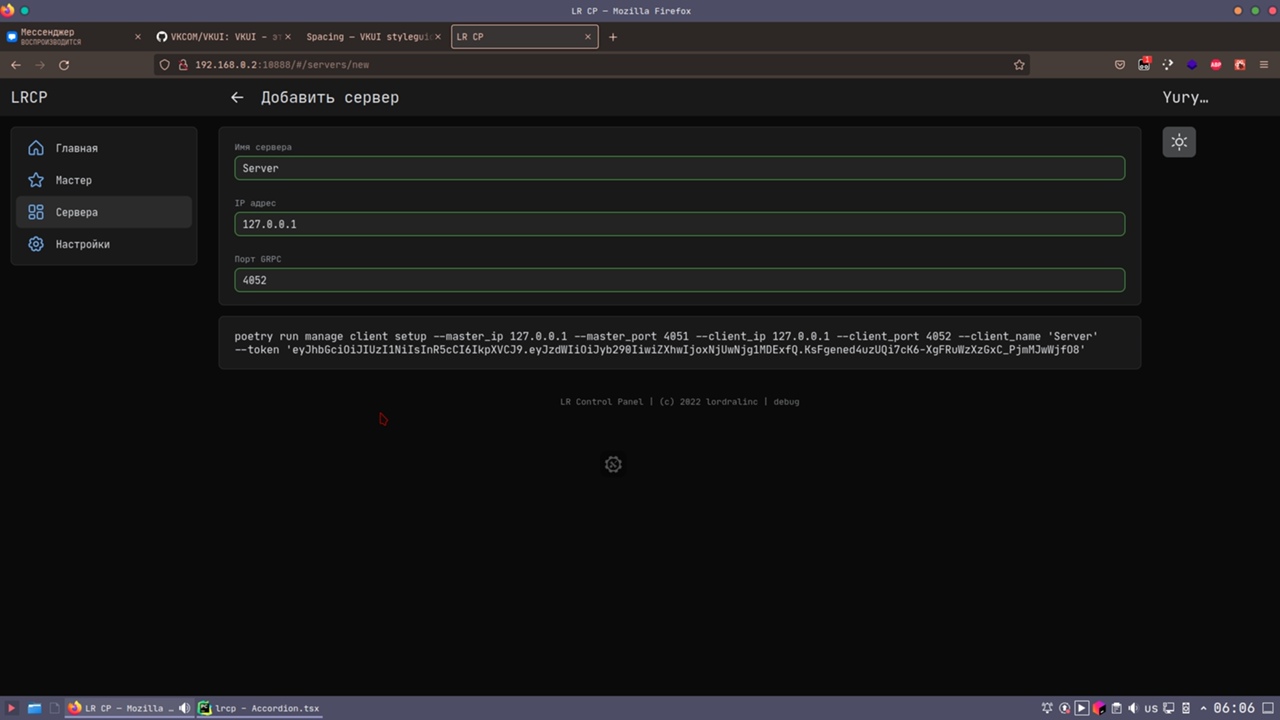 LR CP — Mozilla Firefox
Мессенджер
ВОСПРОИЗВОДИТСЯ
VKCOM/VKUI: VKUI –
Spacing – VKUI styleguid
LR CP
192.168.0.2:10888/#/servers/new
1
ABP
LRCP
Добавить сервер
Yury…
Главная
Мастер
Сервера
Настройки
Имя сервера
Server
IP адрес
127.0.0.1
Порт GRPC
4052
poetry run manage client setup --master_ip 127.0.0.1 --master_port 4051 --client_ip 127.0.0.1 --client_port 4052 --client_name 'Server'
--token 'eyJhbGciOiJIUzI1NiIsInR5cCI6IkpXVCJ9.eyJzdWIiOiJyb290IiwiZXhwIjoxNjUwNjg1MDExfQ.KsFgened4uzUQi7cK6-XgFRuWzXzGxC_PjmMJwWjfO8'
LR Control Panel | (c) 2022 lordralinc | debug
LR CP — Mozilla …
lrcp – Accordion.tsx
US
06:06